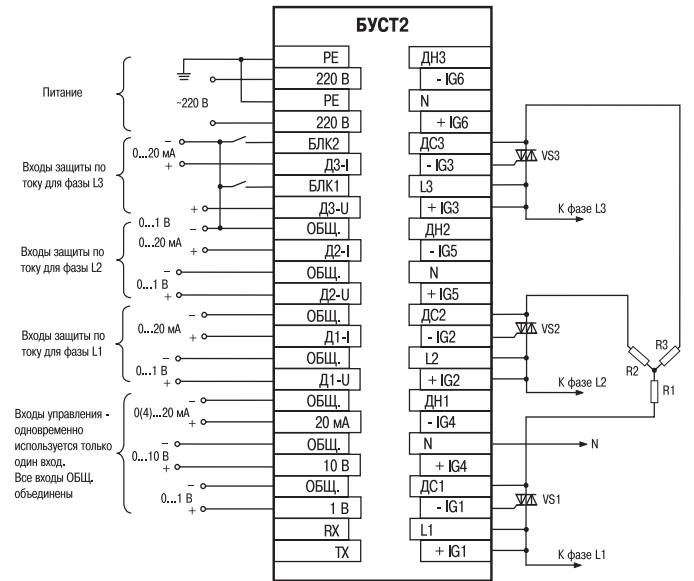 БУСТ2
Питание
~220 В
Входы защиты по
току для фазы L3
0...20 мА
−
+
+
Входы защиты по
току для фазы L2
0...1 В
−
0...20 мА
+
−
0...1 В
+
Входы защиты по
току для фазы L1
−
0...20 мА
+
−
0...1 В
+
Входы управления -
одновременно
используется только
один вход.
Все входы ОБЩ.
объединены
−
0(4)...20 мА
+
−
0...10 В
+
−
0...1 В
+
PE
220 В
PE
220 В
БЛК2
Д3-I
БЛК1
Д3-U
ОБЩ.
Д2-I
ОБЩ.
Д2-U
ОБЩ.
Д1-I
ОБЩ.
Д1-U
ОБЩ.
20 мА
ОБЩ.
10 В
ОБЩ.
1 В
RX
TX
ДН3
- IG6
N
+ IG6
ДС3
- IG3
L3
+ IG3
ДН2
- IG5
N
+ IG5
ДС2
- IG2
L2
+ IG2
ДН1
- IG4
N
+ IG4
ДС1
- IG1
L1
+ IG1
VS3
К фазе L3
VS2
К фазе L2
R3
R2
R1
N
VS1
К фазе L1